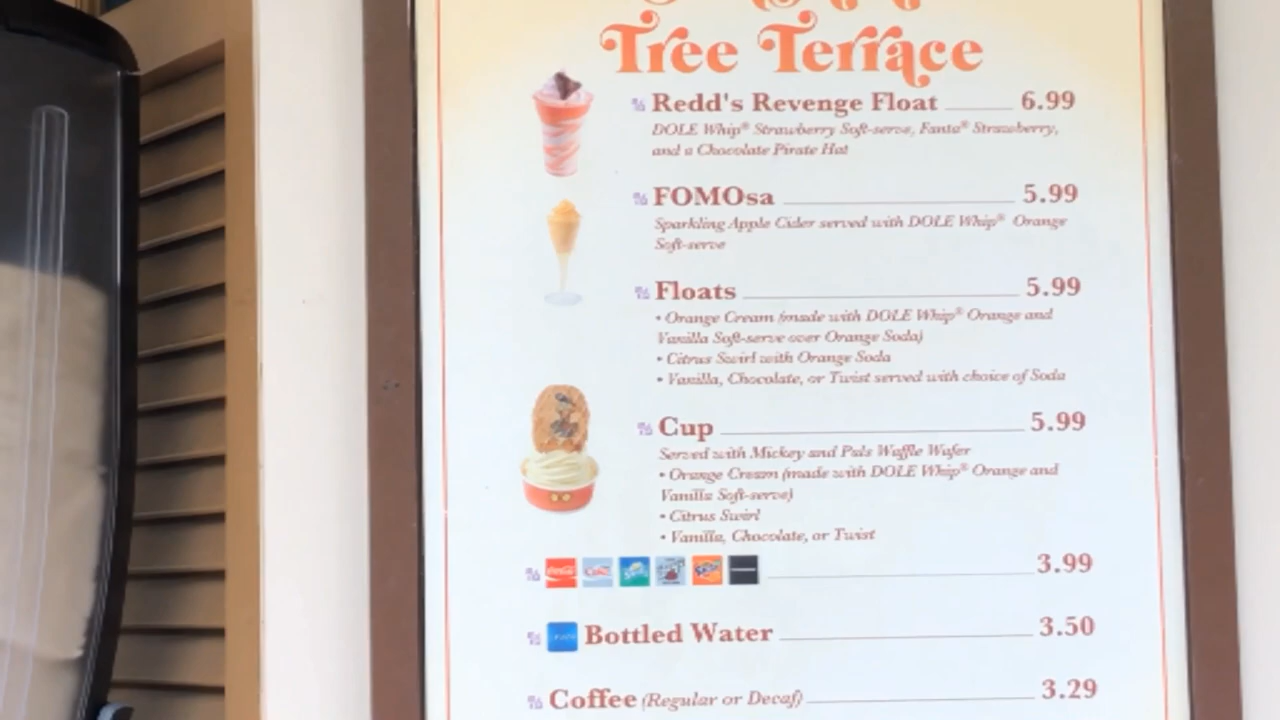 Tree Terrace
Redd's Revenge Float 6.99
DOLE Whip® Strawberry Soft-serve, Fanta® Strawberry,
and a Chocolate Pirate Hat
FOMOsa 5.99
Sparkling Apple Cider served with DOLE Whip® Orange
Soft-serve
Floats 5.99
• Orange Cream (made with DOLE Whip® Orange and
Vanilla Soft-serve over Orange Soda)
• Citrus Swirl with Orange Soda
• Vanilla, Chocolate, or Twist served with choice of Soda
Cup 5.99
Served with Mickey and Pals Waffle Wafer
• Orange Cream (made with DOLE Whip® Orange and
Vanilla Soft-serve)
• Citrus Swirl
• Vanilla, Chocolate, or Twist
3.99
Bottled Water 3.50
Coffee (Regular or Decaf) 3.29